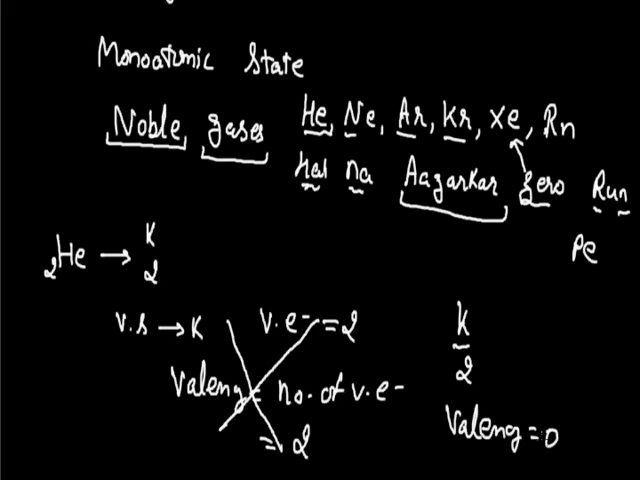 Monoatomic State
Noble gases He, Ne, Ar, Kr, Xe, Rn
hai na Aagarkar zero Run
Pe
₂He → K
2
V.S → K V.e⁻ = 2
Valency = no. of v.e⁻
= 2
K
2
Valency = 0